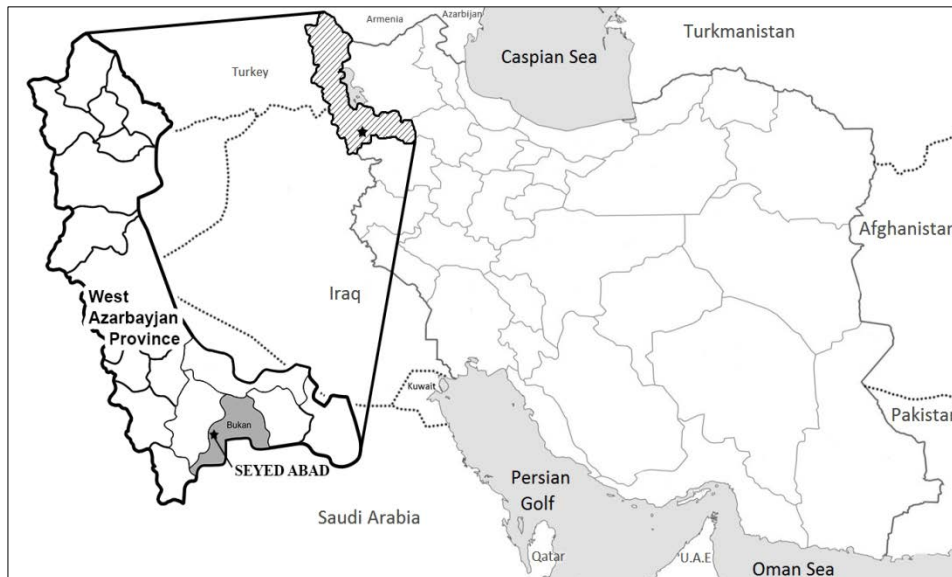 Armenia
Azarbijan
Turkmanistan
Caspian Sea
Turkey
Afghanistan
Iraq
West
Azarbayjan
Province
Kuwait
Pakistan
Bukan
SEYED ABAD
Persian
Golf
Saudi Arabia
Qatar
U.A.E
Oman Sea